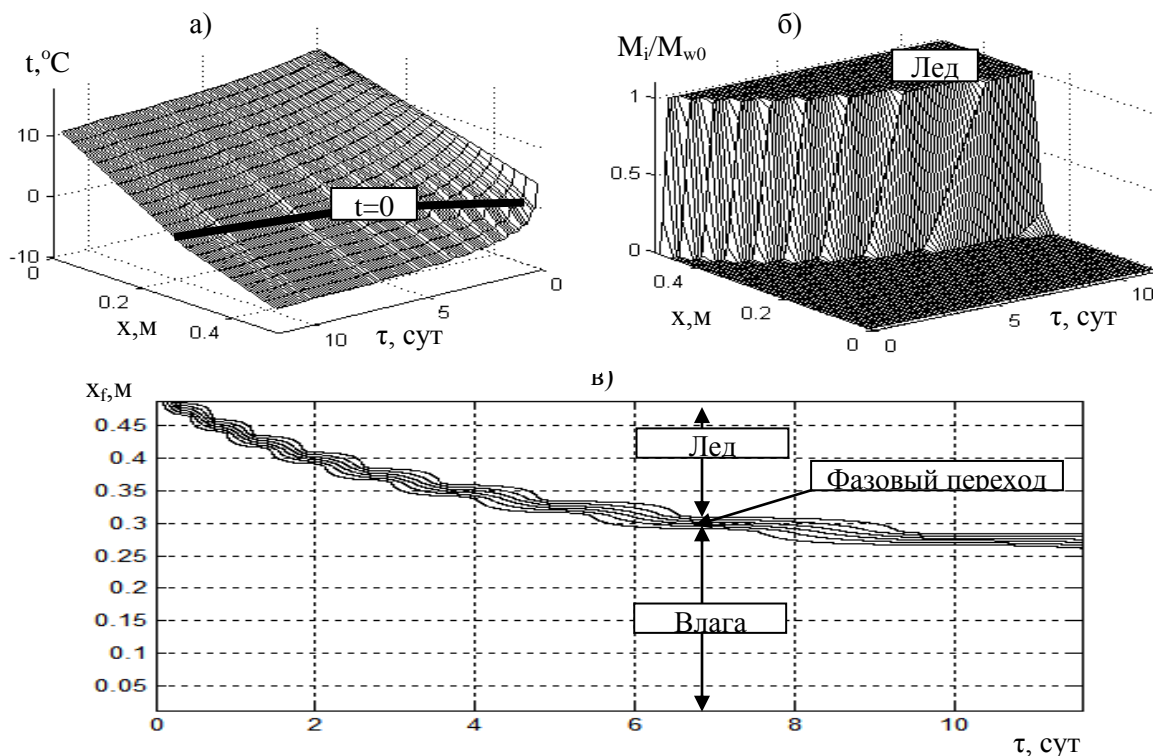 а)
t,°C
10
0
-10
0
0.2
0.4
x,м
t=0
10
5
0
τ, сут
б)
M_i/M_w0
1
0.5
0
0.4
0.2
0
x,м
Лед
0
5
10
τ, сут
в)
x_f,м
0.45
0.4
0.35
0.3
0.25
0.2
0.15
0.1
0.05
Лед
Фазовый переход
Влага
0 2 4 6 8 10
τ, сут